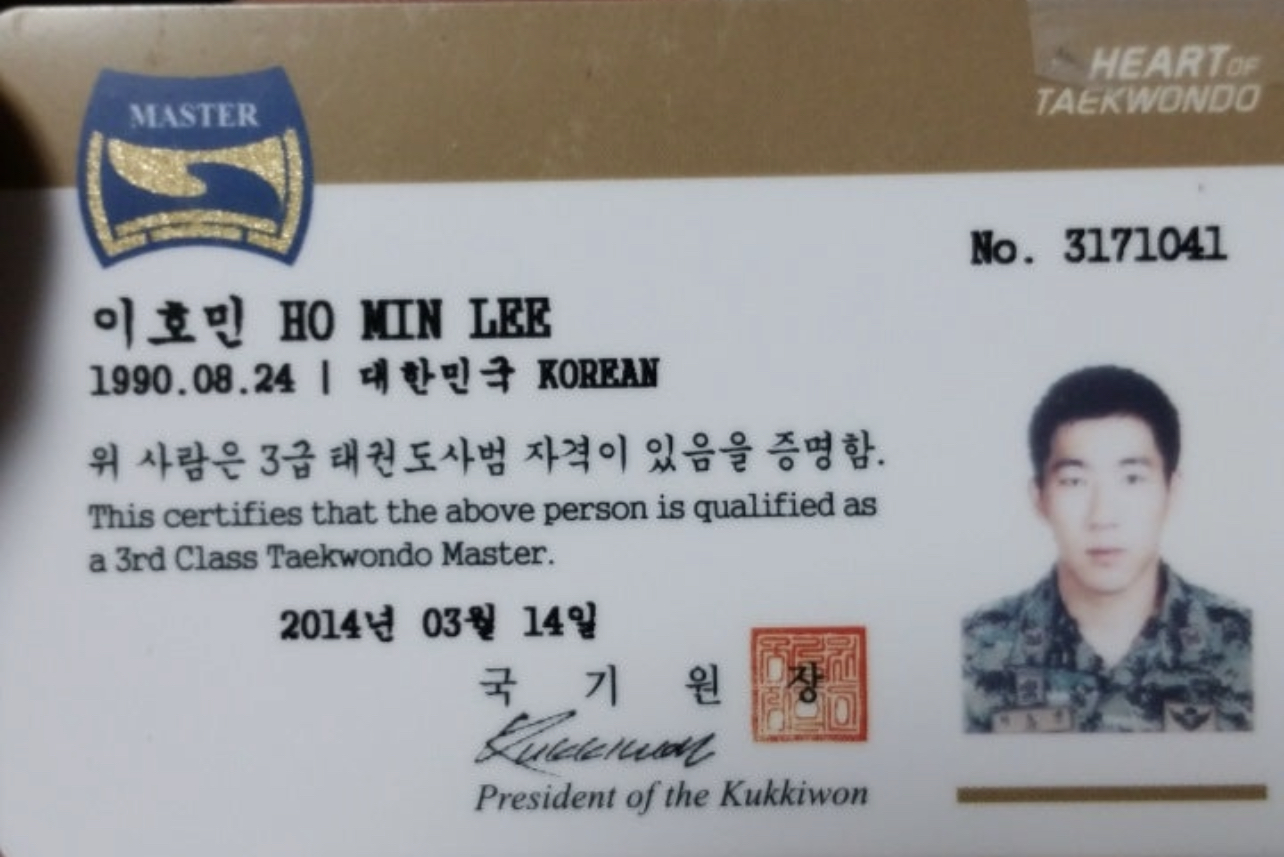 MASTER
HEART OF
TAEKWONDO
No. 3171041
이호민 HO MIN LEE
1990.08.24 | 대한민국 KOREAN
위 사람은 3급 태권도사범 자격이 있음을 증명함.
This certifies that the above person is qualified as
a 3rd Class Taekwondo Master.
2014년 03월 14일
국 기 원 장
Kukkiwon
President of the Kukkiwon